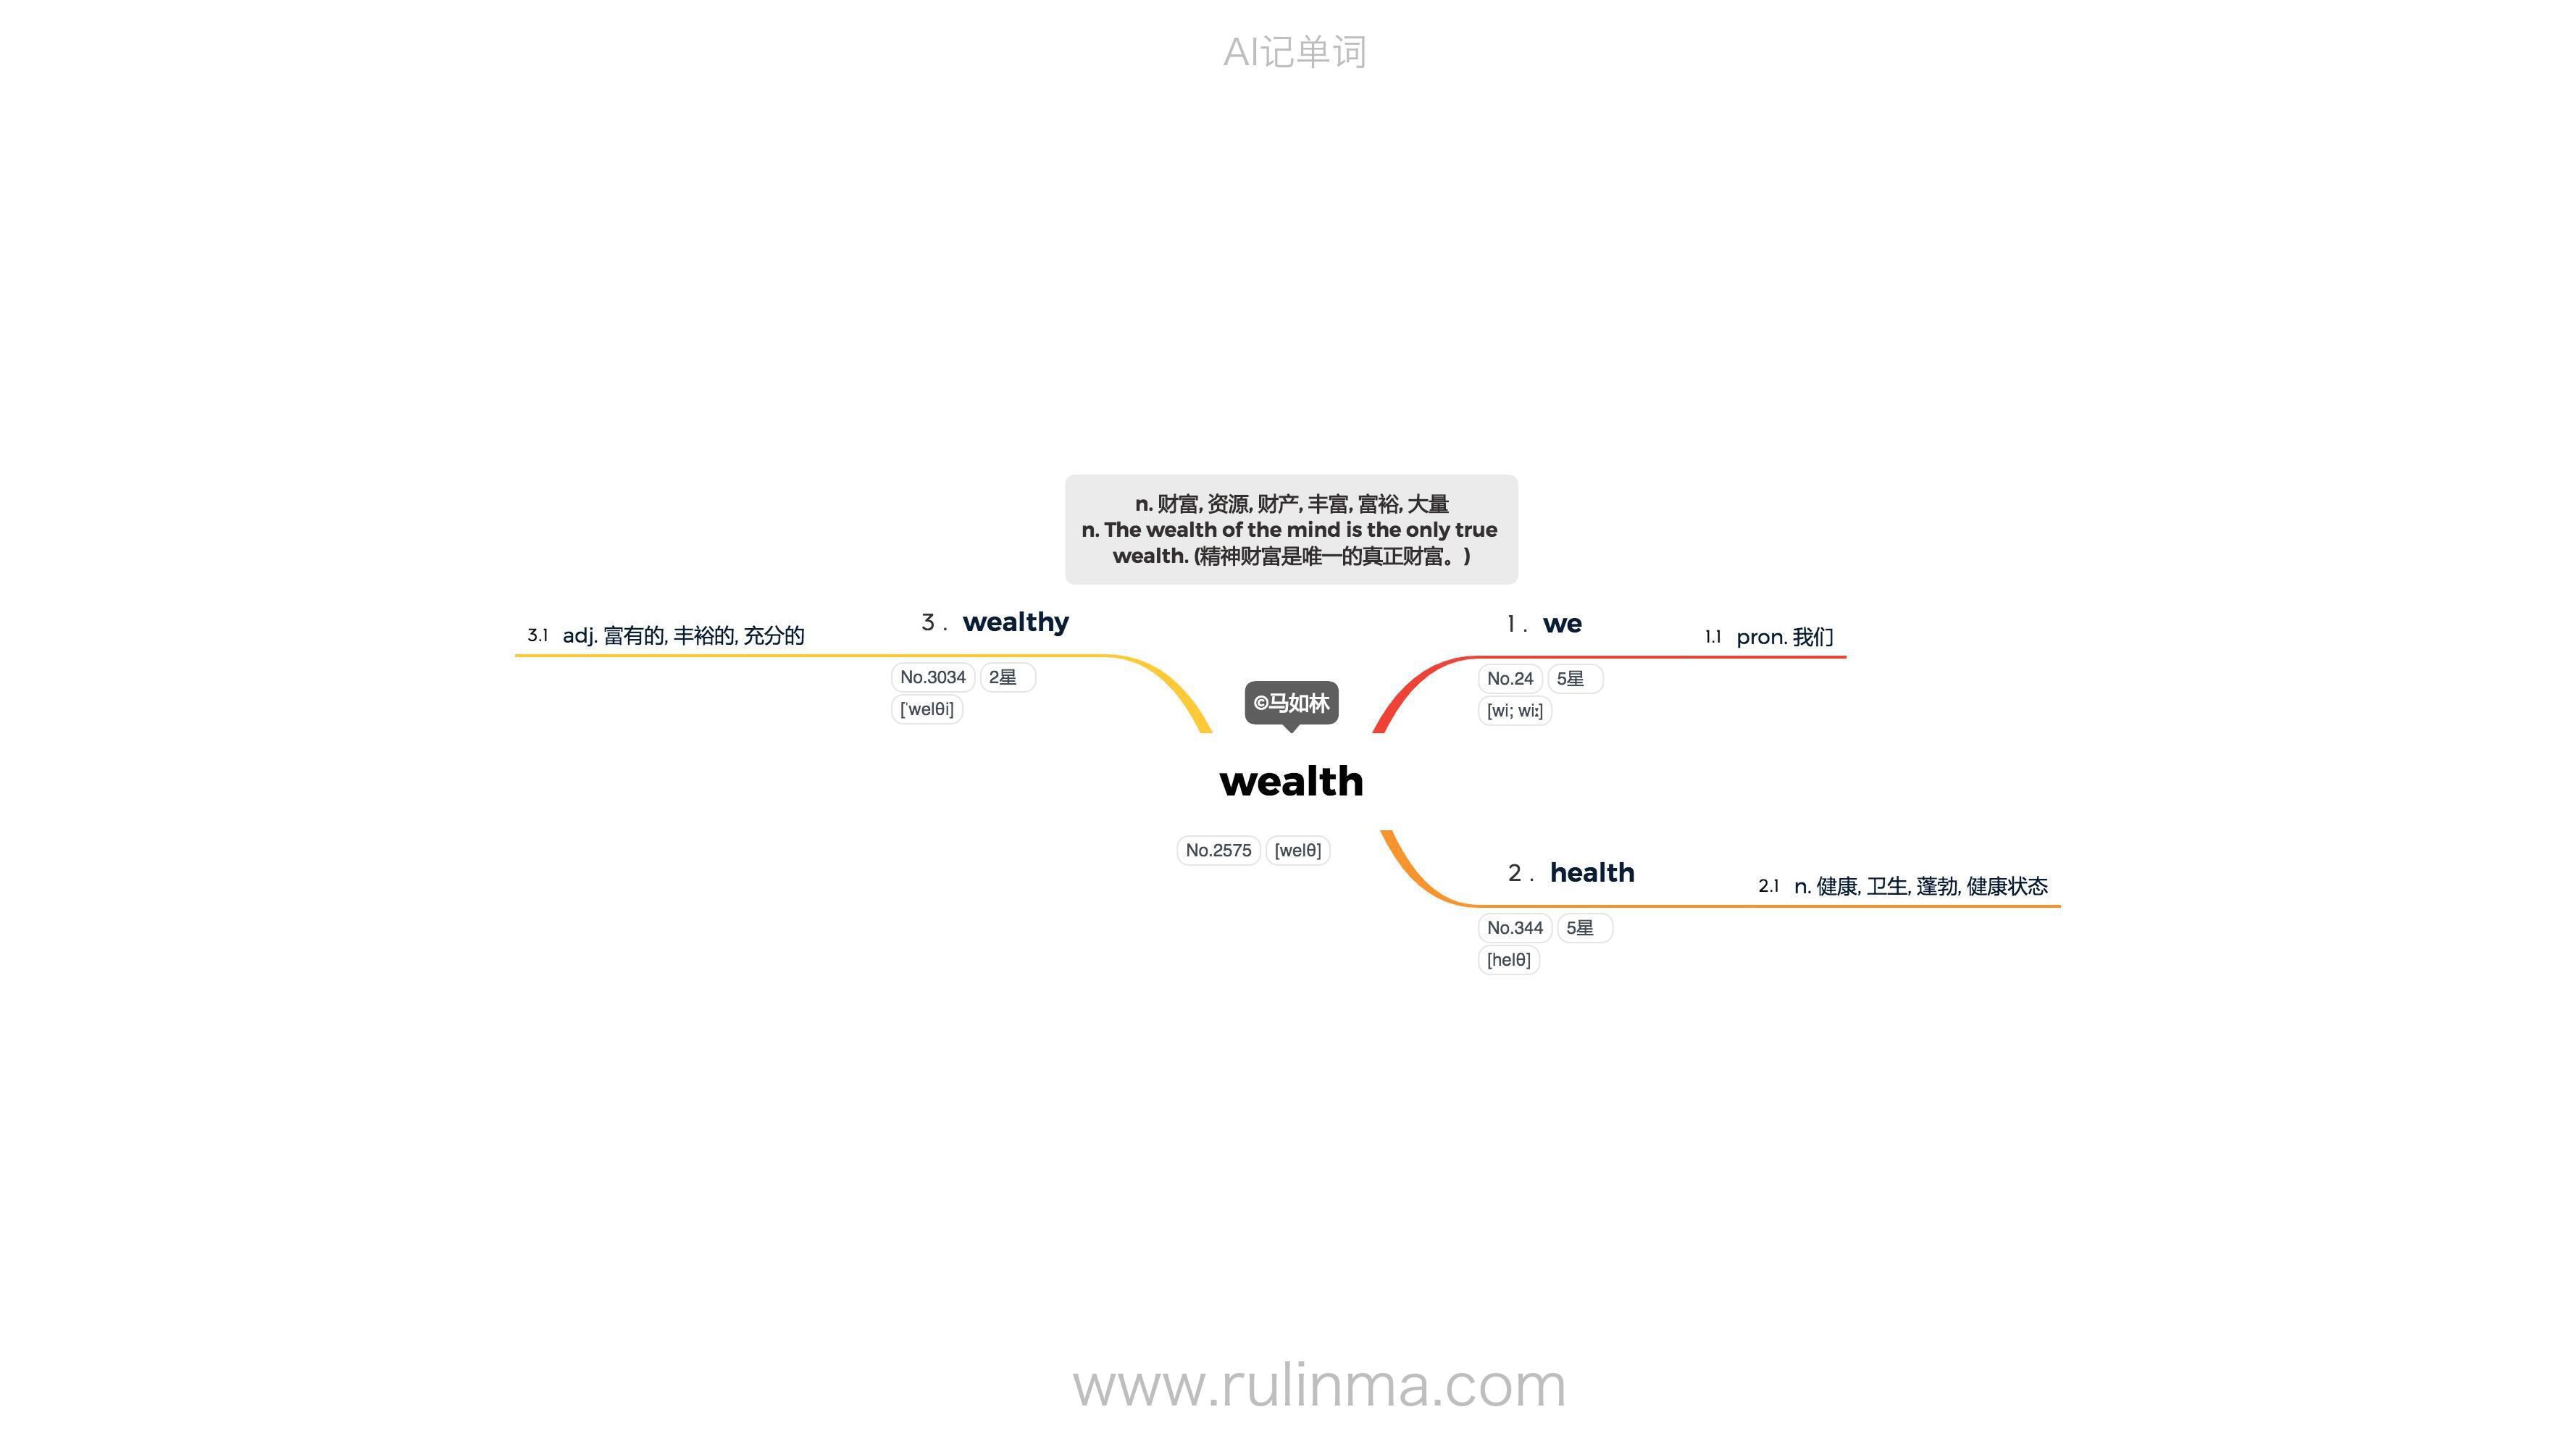 AI记单词
n. 财富, 资源, 财产, 丰富, 富裕, 大量
n. The wealth of the mind is the only true
wealth. (精神财富是唯一的真正财富。)
©马如林
wealth
No.2575 [welθ]
1 . we
No.24 5星
[wi; wiː]
1.1 pron. 我们
2 . health
No.344 5星
[helθ]
2.1 n. 健康, 卫生, 蓬勃, 健康状态
3 . wealthy
No.3034 2星
[ˈwelθi]
3.1 adj. 富有的, 丰裕的, 充分的
www.rulinma.com